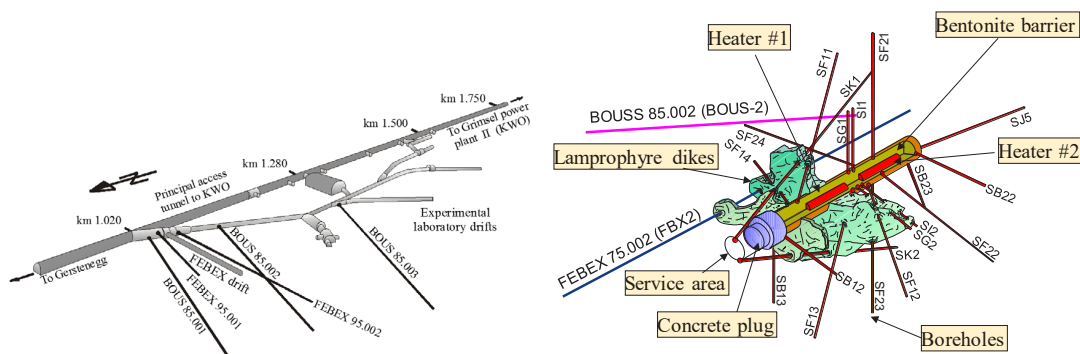 km 1.750
To Grimsel power
plant II (KWO)
km 1.500
km 1.280
Principal access
tunnel to KWO
km 1.020
Experimental
laboratory drifts
To Gerstenegg
BOUS 85.001
FEBEX 95.001
FEBEX drift
BOUS 85.002
FEBEX 95.002
BOUS 85.003
Bentonite barrier
Heater #1
SF21
SF11
SK1
SI1
SG1
BOUSS 85.002 (BOUS-2)
SJ5
SF24
SF14
Lamprophyre dikes
Heater #2
SB23
SB22
FEBEX 75.002 (FBX2)
SI2
SG2
SF22
SK2
Service area
SB13
SB12
SF12
SF23
SF13
Concrete plug
Boreholes